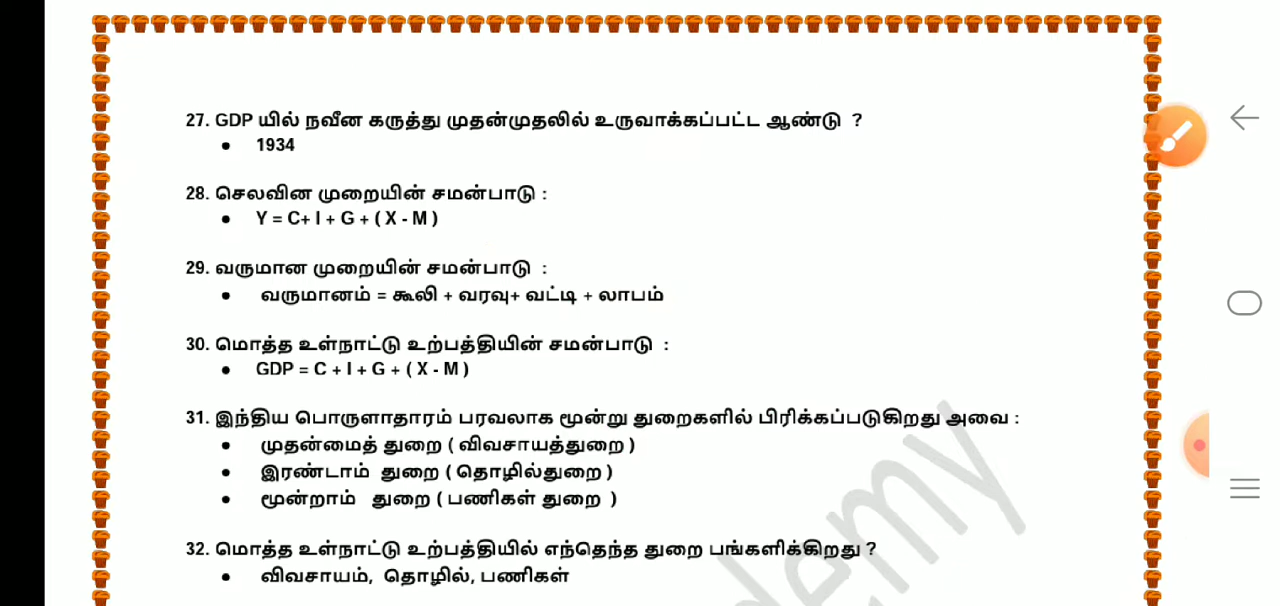 27. GDP யில் நவீன கருத்து முதன்முதலில் உருவாக்கப்பட்ட ஆண்டு ?
• 1934
28. செலவின முறையின் சமன்பாடு :
• Y = C+ I + G + ( X - M )
29. வருமான முறையின் சமன்பாடு :
• வருமானம் = கூலி + வரவு+ வட்டி + லாபம்
30. மொத்த உள்நாட்டு உற்பத்தியின் சமன்பாடு :
• GDP = C + I + G + ( X - M )
31. இந்திய பொருளாதாரம் பரவலாக மூன்று துறைகளில் பிரிக்கப்படுகிறது அவை :
• முதன்மைத் துறை ( விவசாயத்துறை )
• இரண்டாம் துறை ( தொழில்துறை )
• மூன்றாம் துறை ( பணிகள் துறை )
32. மொத்த உள்நாட்டு உற்பத்தியில் எந்தெந்த துறை பங்களிக்கிறது ?
• விவசாயம், தொழில், பணிகள்